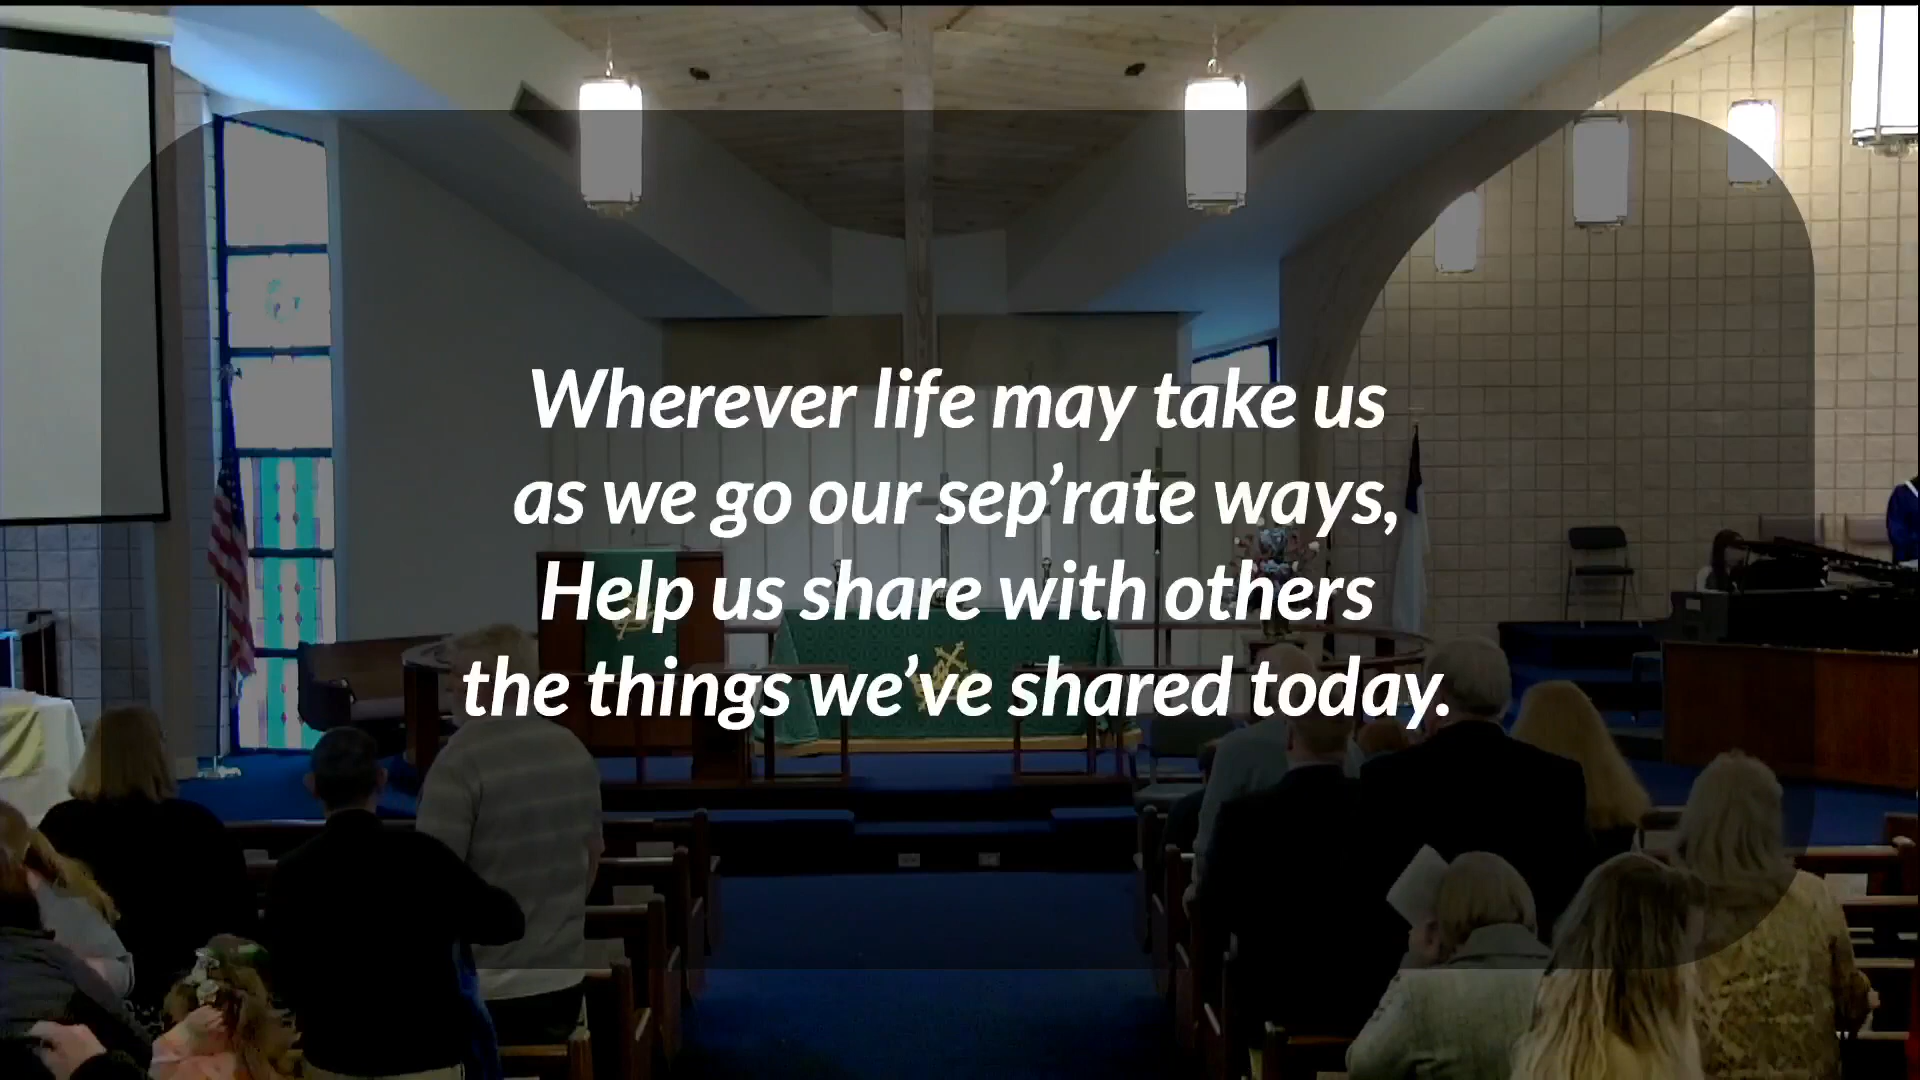 Wherever life may take us
as we go our sep’rate ways,
Help us share with others
the things we’ve shared today.